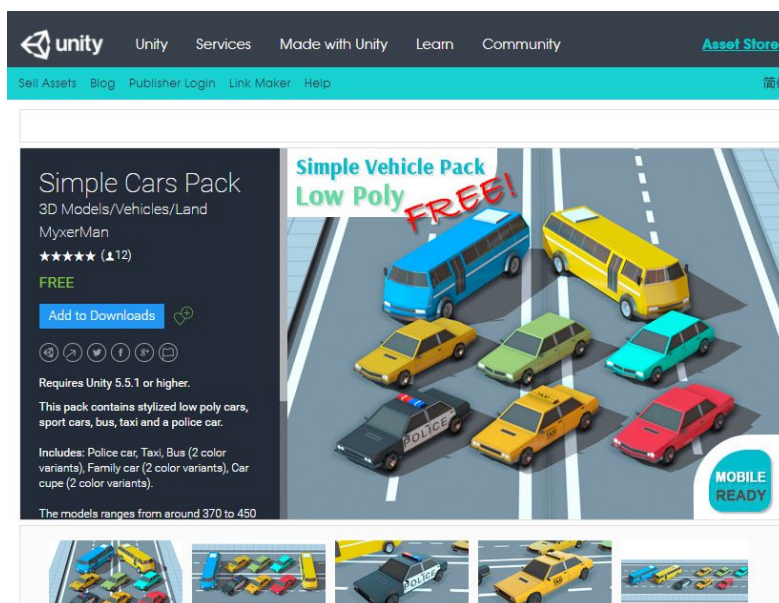 unity
Unity Services Made with Unity Learn Community Asset Store
Sell Assets Blog Publisher Login Link Maker Help 简
Simple Cars Pack
3D Models/Vehicles/Land
MyxerMan
★★★★★ (12)
FREE
Add to Downloads
Requires Unity 5.5.1 or higher.
This pack contains stylized low poly cars,
sport cars, bus, taxi and a police car.
Includes: Police car, Taxi, Bus (2 color
variants), Family car (2 color variants), Car
cupe (2 color variants).
The models ranges from around 370 to 450
Simple Vehicle Pack
Low Poly
FREE!
POLICE
TAXI
MOBILE
READY
POLICE
TAXI